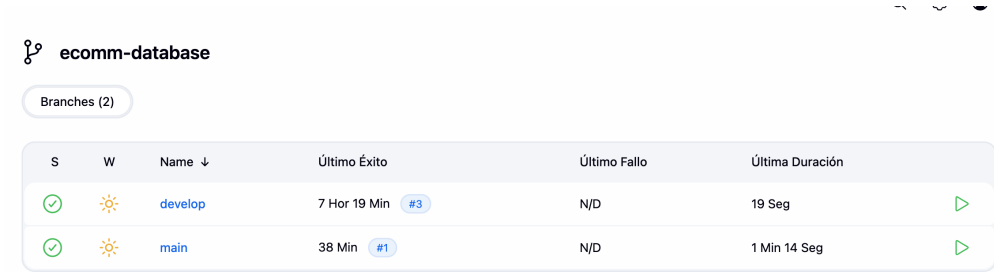 ecomm-database
Branches (2)
S W Name ↓ Último Éxito Último Fallo Última Duración
develop 7 Hor 19 Min #3 N/D 19 Seg
main 38 Min #1 N/D 1 Min 14 Seg